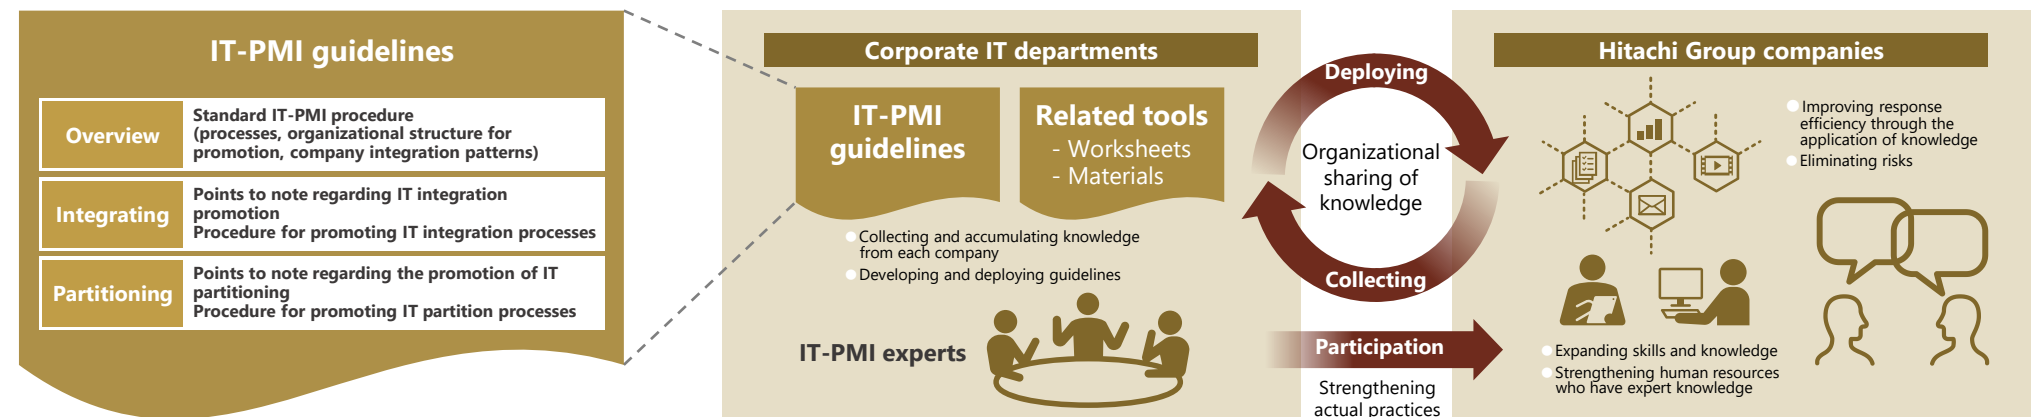 IT-PMI guidelines
Overview
Standard IT-PMI procedure
(processes, organizational structure for
promotion, company integration patterns)
Integrating
Points to note regarding IT integration
promotion
Procedure for promoting IT integration processes
Partitioning
Points to note regarding the promotion of IT
partitioning
Procedure for promoting IT partition processes
Corporate IT departments
IT-PMI
guidelines
Related tools
- Worksheets
- Materials
Collecting and accumulating knowledge
from each company
Developing and deploying guidelines
IT-PMI experts
Deploying
Organizational
sharing of
knowledge
Collecting
Participation
Strengthening
actual practices
Hitachi Group companies
Improving response
efficiency through the
application of knowledge
Eliminating risks
Expanding skills and knowledge
Strengthening human resources
who have expert knowledge